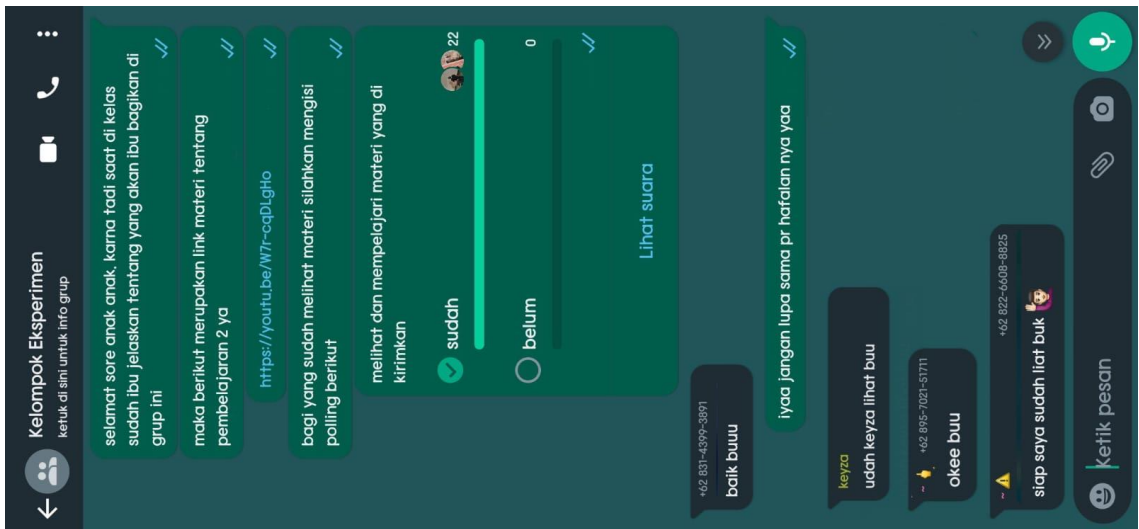 Kelompok Eksperimen
ketuk di sini untuk info grup
selamat sore anak anak, karna tadi saat di kelas
sudah ibu jelaskan tentang yang akan ibu bagikan di
grup ini
maka berikut merupakan link materi tentang
pembelajaran 2 ya
https://youtu.be/W7r-cqDLgHo
bagi yang sudah melihat materi silahkan mengisi
polling berikut
melihat dan mempelajari materi yang di
kirimkan
sudah 22
belum 0
Lihat suara
+62 831-4399-3891
baik buuu
iyaa jangan lupa sama pr hafalan nya yaa
keyza
udah keyza lihat buu
~ +62 895-7021-51711
okee buu
~ +62 822-6608-8825
siap saya sudah liat buk
Ketik pesan